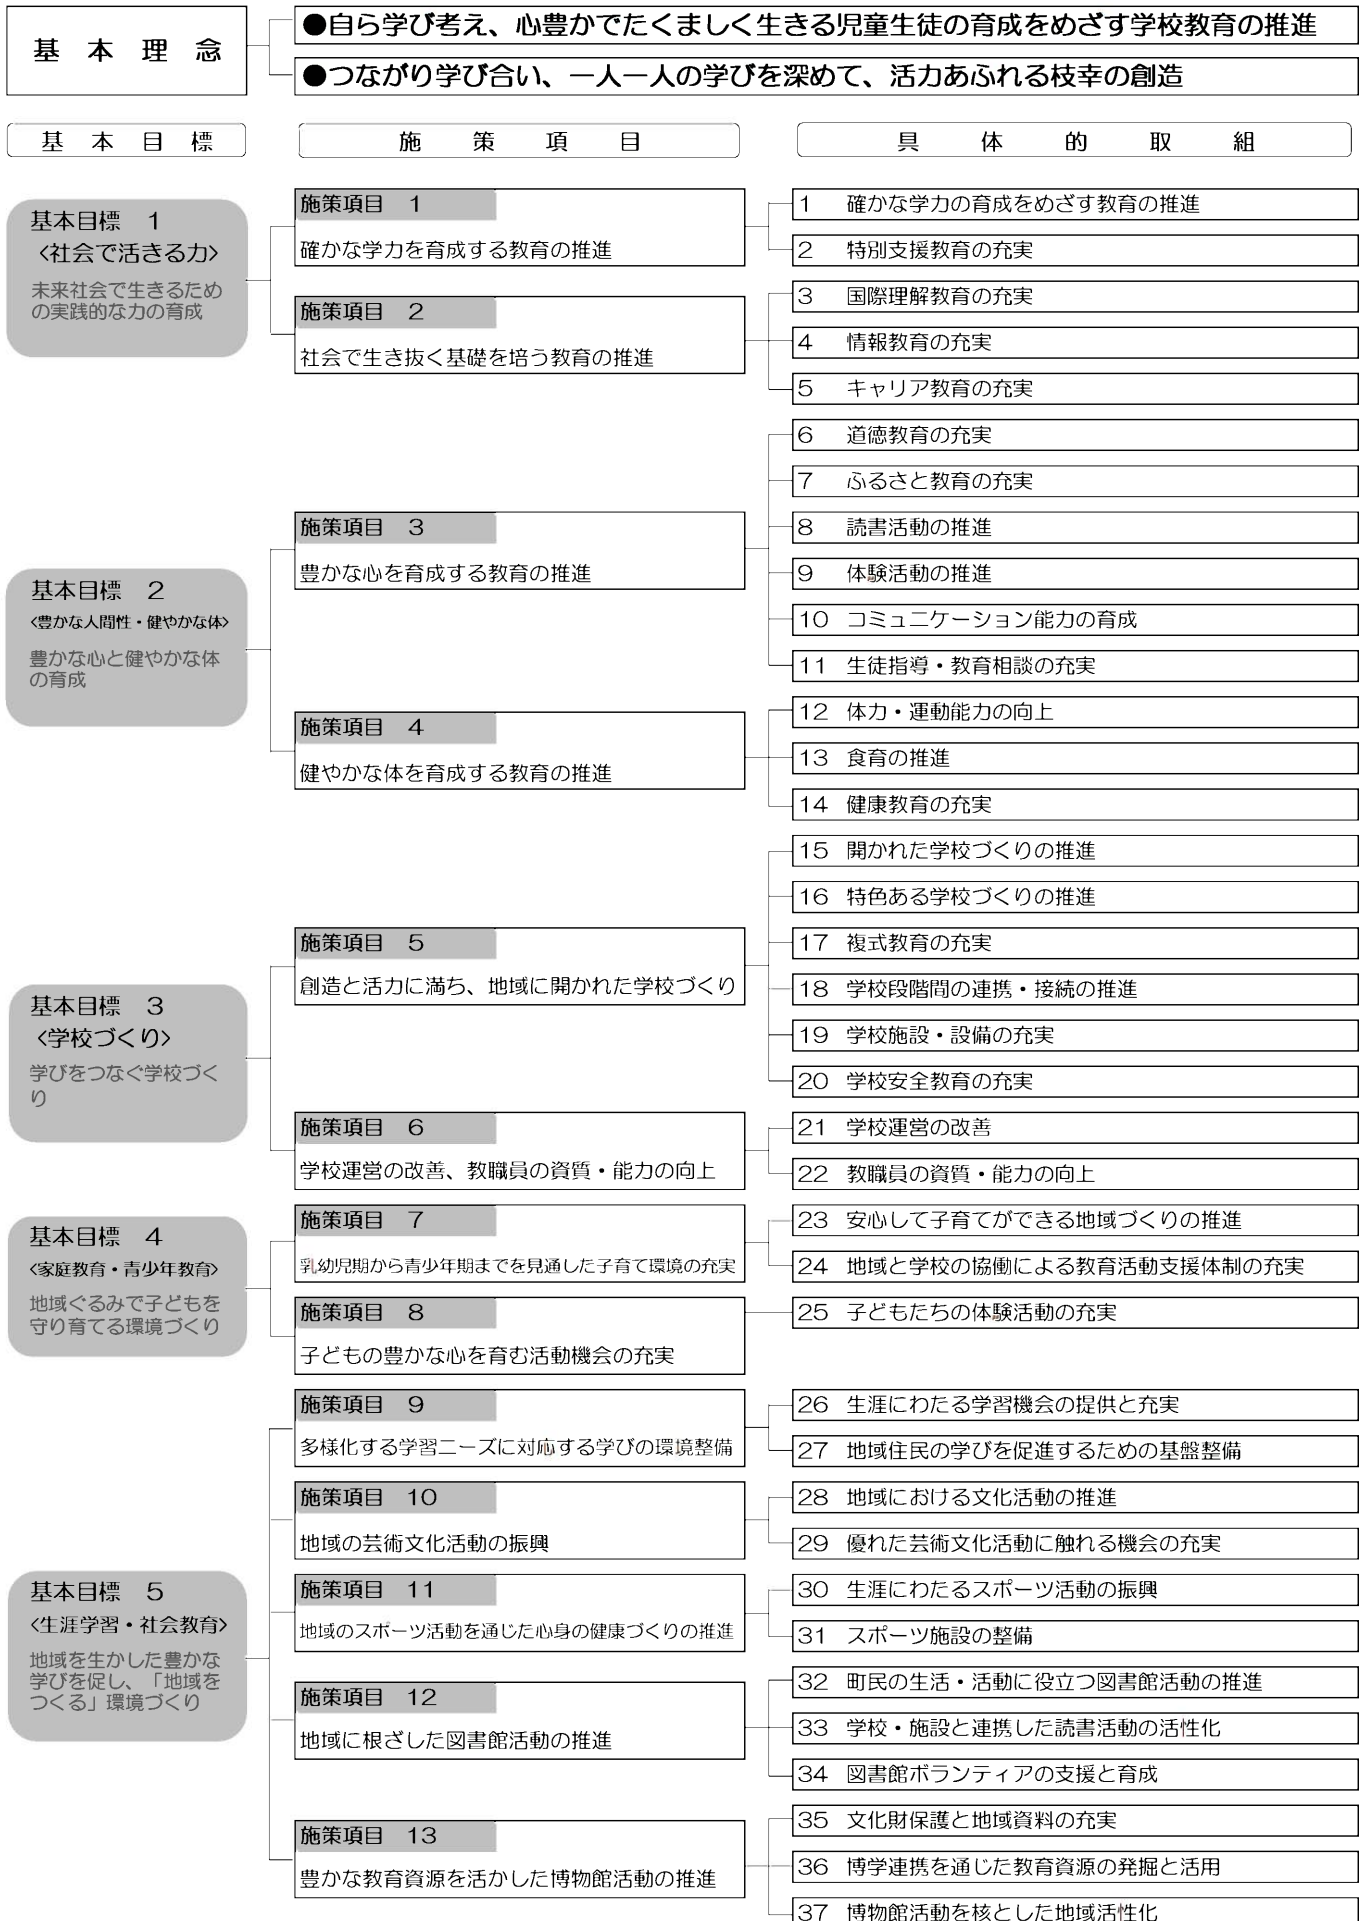 基本理念
●自ら学び考え、心豊かでたくましく生きる児童生徒の育成をめざす学校教育の推進
●つながり学び合い、一人一人の学びを深めて、活力あふれる枝幸の創造
基本目標
施策項目
具体的取組
基本目標 1
<社会で活きる力>
未来社会で生きるため
の実践的な力の育成
施策項目 1
確かな学力を育成する教育の推進
1 確かな学力の育成をめざす教育の推進
2 特別支援教育の充実
施策項目 2
社会で生き抜く基礎を培う教育の推進
3 国際理解教育の充実
4 情報教育の充実
5 キャリア教育の充実
基本目標 2
<豊かな人間性・健やかな体>
豊かな心と健やかな体
の育成
施策項目 3
豊かな心を育成する教育の推進
6 道徳教育の充実
7 ふるさと教育の充実
8 読書活動の推進
9 体験活動の推進
10 コミュニケーション能力の育成
11 生徒指導・教育相談の充実
施策項目 4
健やかな体を育成する教育の推進
12 体力・運動能力の向上
13 食育の推進
14 健康教育の充実
基本目標 3
<学校づくり>
学びをつなぐ学校づく
り
施策項目 5
創造と活力に満ち、地域に開かれた学校づくり
15 開かれた学校づくりの推進
16 特色ある学校づくりの推進
17 複式教育の充実
18 学校段階間の連携・接続の推進
19 学校施設・設備の充実
20 学校安全教育の充実
施策項目 6
学校運営の改善、教職員の資質・能力の向上
21 学校運営の改善
22 教職員の資質・能力の向上
基本目標 4
<家庭教育・青少年教育>
地域ぐるみで子どもを
守り育てる環境づくり
施策項目 7
乳幼児期から青少年期までを見通した子育て環境の充実
23 安心して子育てができる地域づくりの推進
24 地域と学校の協働による教育活動支援体制の充実
施策項目 8
子どもの豊かな心を育む活動機会の充実
25 子どもたちの体験活動の充実
基本目標 5
<生涯学習・社会教育>
地域を生かした豊かな
学びを促し、「地域を
つくる」環境づくり
施策項目 9
多様化する学習ニーズに対応する学びの環境整備
26 生涯にわたる学習機会の提供と充実
27 地域住民の学びを促進するための基盤整備
施策項目 10
地域の芸術文化活動の振興
28 地域における文化活動の推進
29 優れた芸術文化活動に触れる機会の充実
施策項目 11
地域のスポーツ活動を通じた心身の健康づくりの推進
30 生涯にわたるスポーツ活動の振興
31 スポーツ施設の整備
施策項目 12
地域に根ざした図書館活動の推進
32 町民の生活・活動に役立つ図書館活動の推進
33 学校・施設と連携した読書活動の活性化
34 図書館ボランティアの支援と育成
施策項目 13
豊かな教育資源を活かした博物館活動の推進
35 文化財保護と地域資料の充実
36 博学連携を通じた教育資源の発掘と活用
37 博物館活動を核とした地域活性化